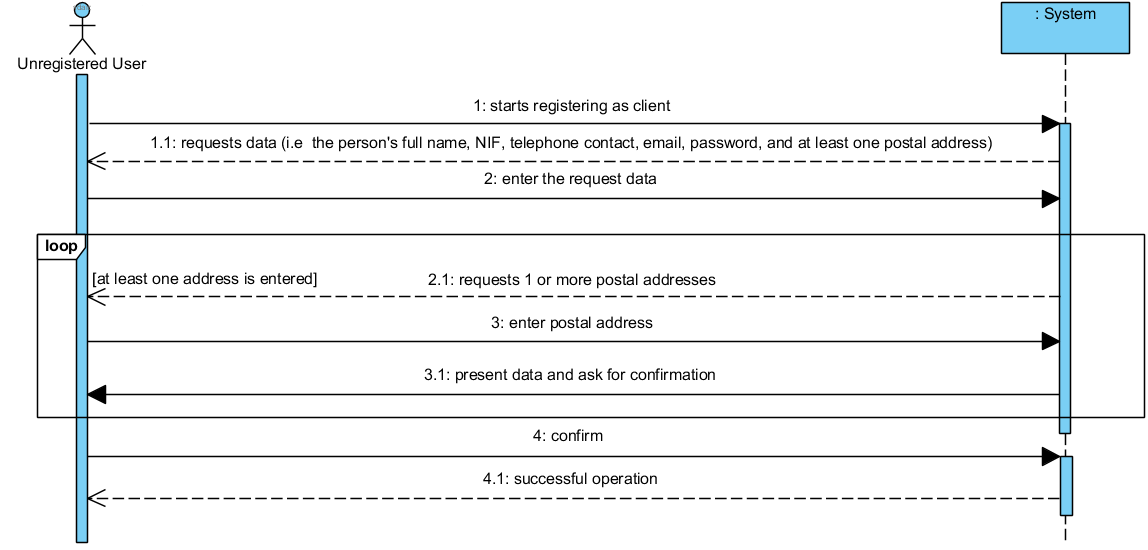 : System
Unregistered User
1: starts registering as client
1.1: requests data (i.e  the person's full name, NIF, telephone contact, email, password, and at least one postal address)
2: enter the request data
loop
[at least one address is entered]
2.1: requests 1 or more postal addresses
3: enter postal address
3.1: present data and ask for confirmation
4: confirm
4.1: successful operation